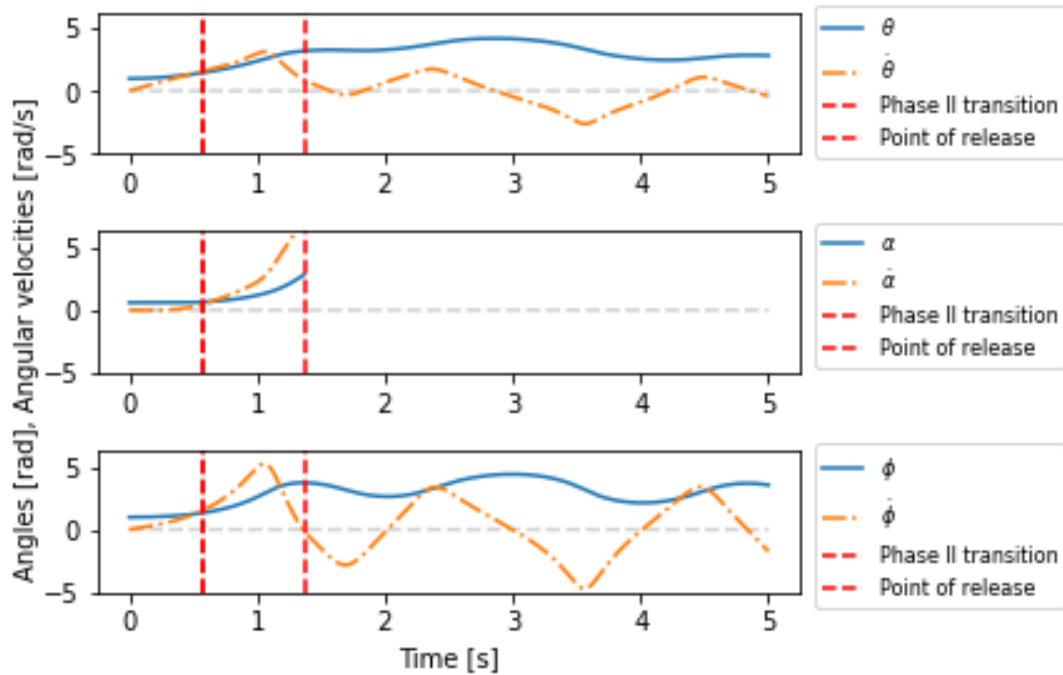 Angles [rad], Angular velocities [rad/s]
5
0
−5
0 1 2 3 4 5
θ
θ̇
Phase II transition
Point of release
5
0
−5
0 1 2 3 4 5
α
α̇
Phase II transition
Point of release
5
0
−5
0 1 2 3 4 5
ϕ
ϕ̇
Phase II transition
Point of release
Time [s]